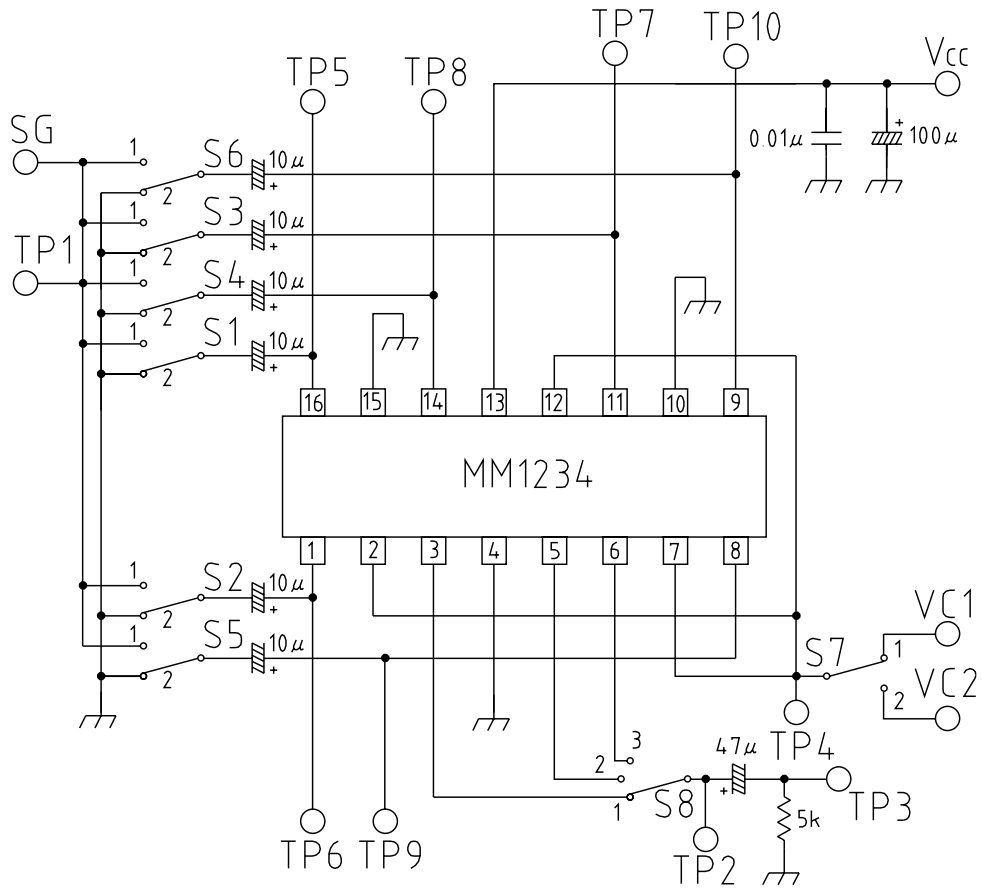 TP7 TP10
Vcc
TP5 TP8
SG 1 S6 10μ + 0.01μ + 100μ
2
1 S3 10μ +
TP1 2
1 S4 10μ +
2
1 S1 10μ +
2
16 15 14 13 12 11 10 9
MM1234
1 2 3 4 5 6 7 8
1 S2 10μ +
2
VC1
1 S5 10μ +
2
S7 1
2 VC2
TP4
3
2
1 S8
47μ +
TP3
5k
TP6 TP9 TP2